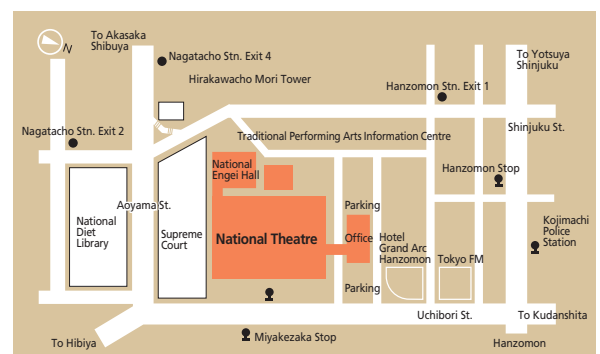 To Akasaka
Shibuya
N
Nagatacho Stn. Exit 4
To Yotsuya
Shinjuku
Hirakawacho Mori Tower
Hanzomon Stn. Exit 1
Nagatacho Stn. Exit 2
Shinjuku St.
Traditional Performing Arts Information Centre
National
Engei Hall
Hanzomon Stop
Aoyama St.
Parking
National
Diet
Library
Supreme
Court
National Theatre
Office
Hotel
Grand Arc
Hanzomon
Tokyo FM
Kojimachi
Police
Station
Parking
Uchibori St.
To Kudanshita
To Hibiya
Miyakezaka Stop
Hanzomon